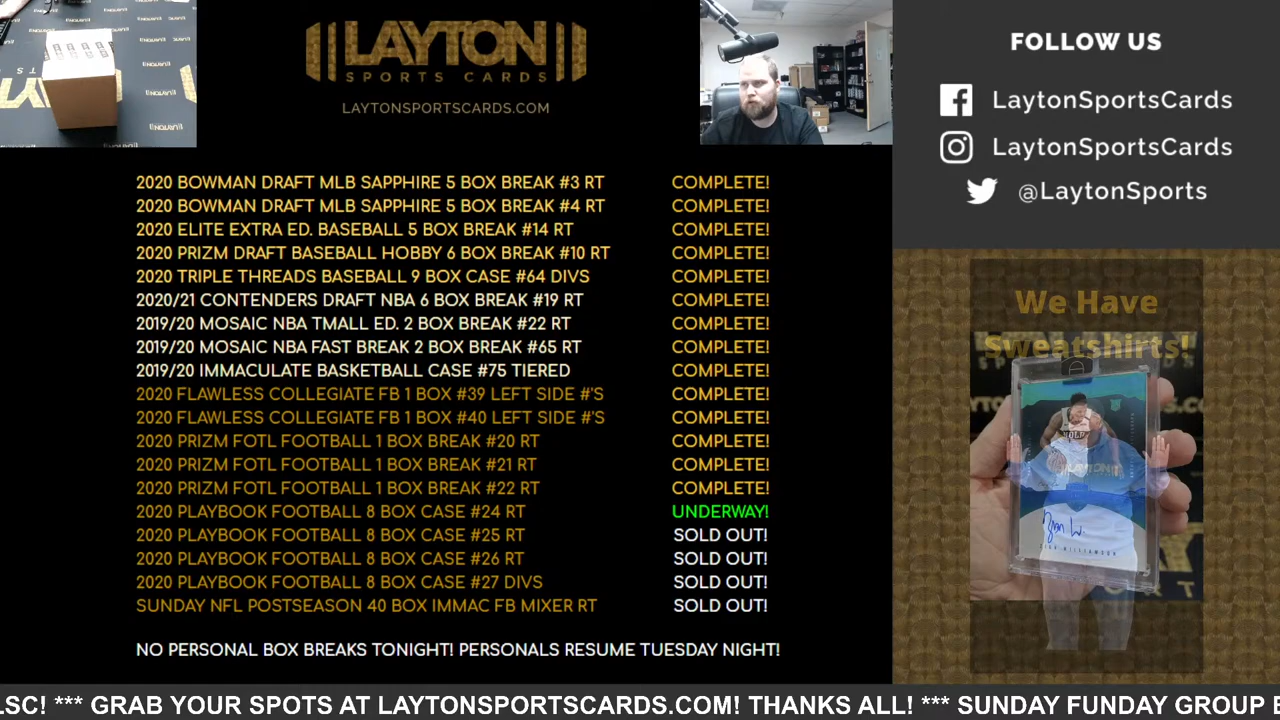 LAYTON
SPORTS CARDS
LAYTONSPORTSCARDS.COM
FOLLOW US
LaytonSportsCards
LaytonSportsCards
@LaytonSports
2020 BOWMAN DRAFT MLB SAPPHIRE 5 BOX BREAK #3 RT COMPLETE!
2020 BOWMAN DRAFT MLB SAPPHIRE 5 BOX BREAK #4 RT COMPLETE!
2020 ELITE EXTRA ED. BASEBALL 5 BOX BREAK #14 RT COMPLETE!
2020 PRIZM DRAFT BASEBALL HOBBY 6 BOX BREAK #10 RT COMPLETE!
2020 TRIPLE THREADS BASEBALL 9 BOX CASE #64 DIVS COMPLETE!
2020/21 CONTENDERS DRAFT NBA 6 BOX BREAK #19 RT COMPLETE!
2019/20 MOSAIC NBA TMALL ED. 2 BOX BREAK #22 RT COMPLETE!
2019/20 MOSAIC NBA FAST BREAK 2 BOX BREAK #65 RT COMPLETE!
2019/20 IMMACULATE BASKETBALL CASE #75 TIERED COMPLETE!
2020 FLAWLESS COLLEGIATE FB 1 BOX #39 LEFT SIDE #'S COMPLETE!
2020 FLAWLESS COLLEGIATE FB 1 BOX #40 LEFT SIDE #'S COMPLETE!
2020 PRIZM FOTL FOOTBALL 1 BOX BREAK #20 RT COMPLETE!
2020 PRIZM FOTL FOOTBALL 1 BOX BREAK #21 RT COMPLETE!
2020 PRIZM FOTL FOOTBALL 1 BOX BREAK #22 RT COMPLETE!
2020 PLAYBOOK FOOTBALL 8 BOX CASE #24 RT UNDERWAY!
2020 PLAYBOOK FOOTBALL 8 BOX CASE #25 RT SOLD OUT!
2020 PLAYBOOK FOOTBALL 8 BOX CASE #26 RT SOLD OUT!
2020 PLAYBOOK FOOTBALL 8 BOX CASE #27 DIVS SOLD OUT!
SUNDAY NFL POSTSEASON 40 BOX IMMAC FB MIXER RT SOLD OUT!
NO PERSONAL BOX BREAKS TONIGHT! PERSONALS RESUME TUESDAY NIGHT!
We Have
Sweatshirts!
LAYTON
ZION WILLIAMSON
LSC! *** GRAB YOUR SPOTS AT LAYTONSPORTSCARDS.COM! THANKS ALL! *** SUNDAY FUNDAY GROUP